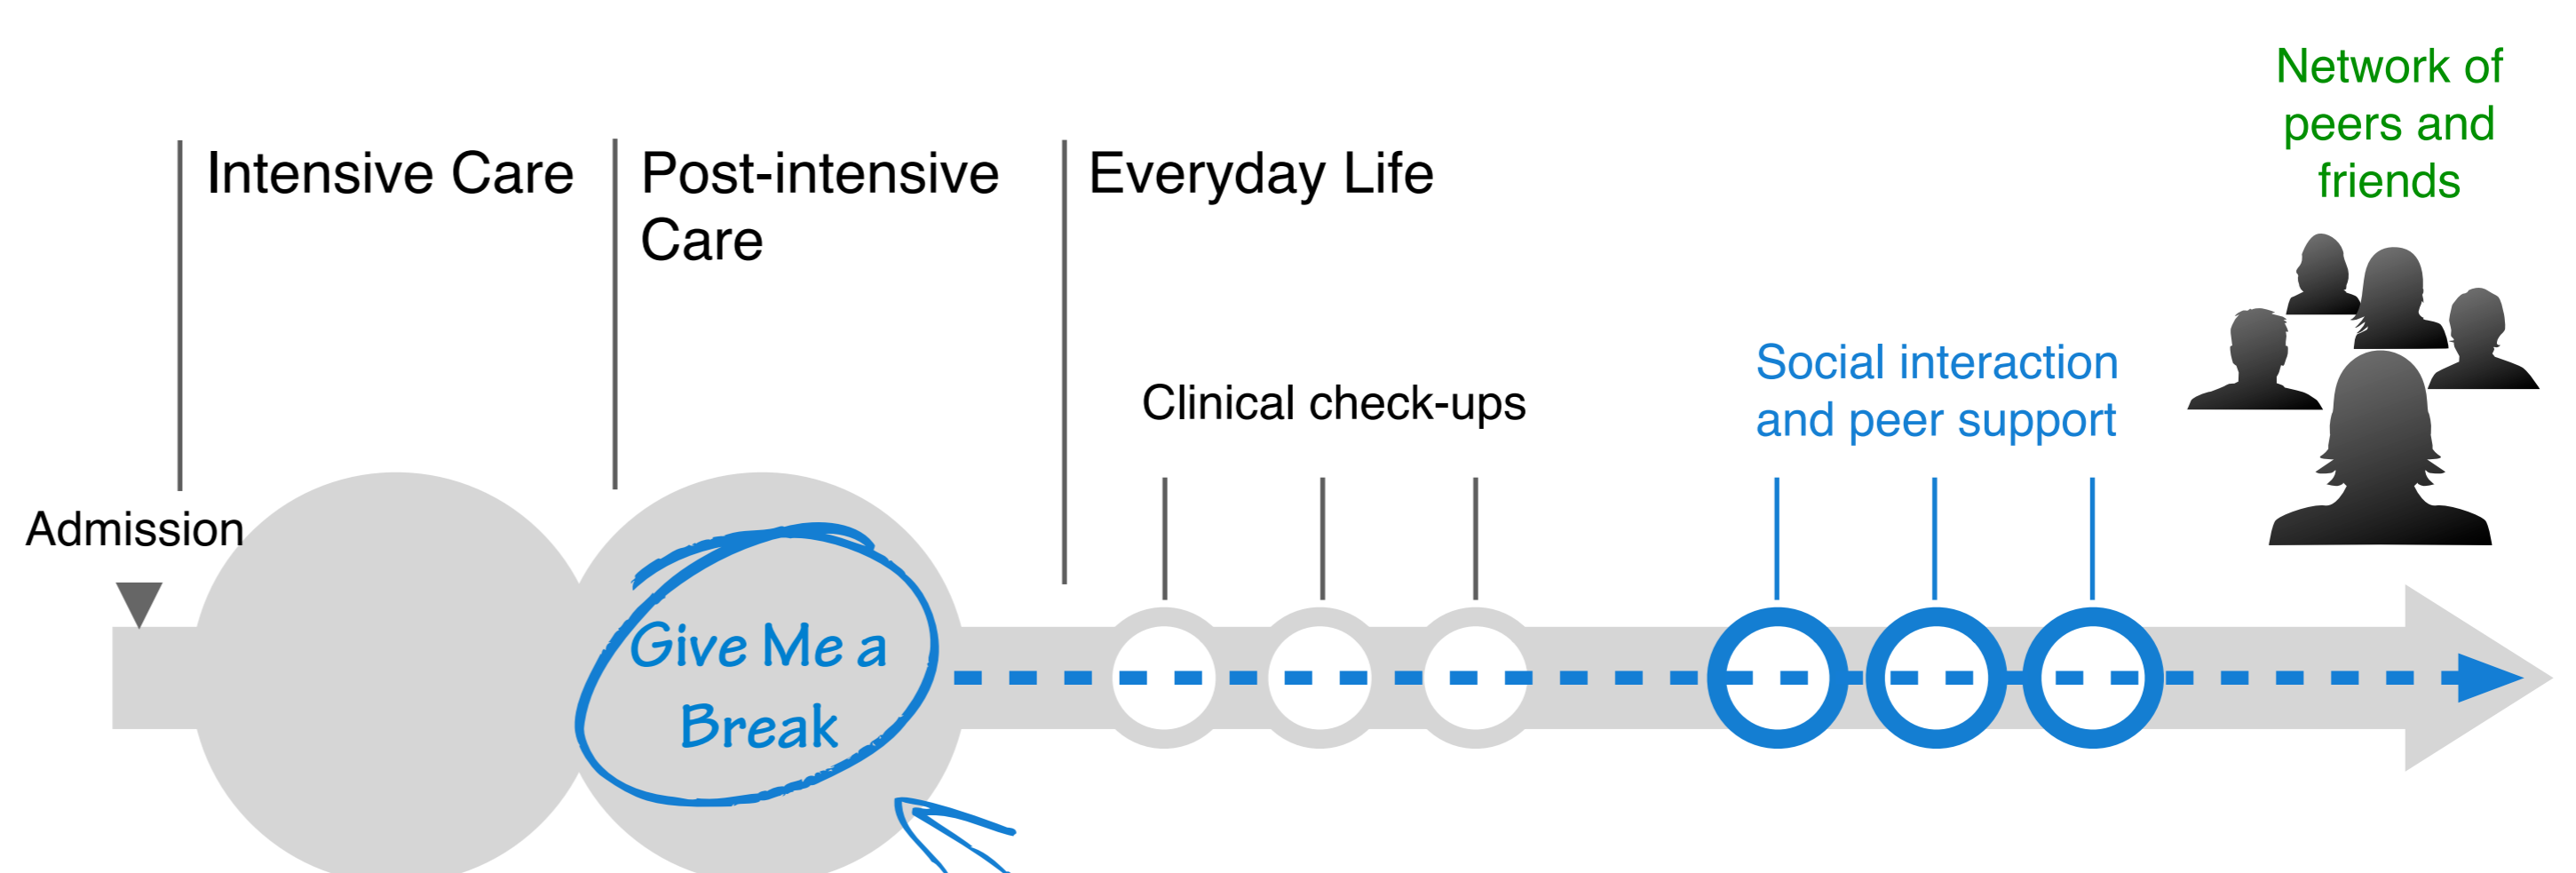 Network of
peers and
friends
Intensive Care
Post-intensive
Care
Everyday Life
Social interaction
and peer support
Clinical check-ups
Admission
Give Me a
Break